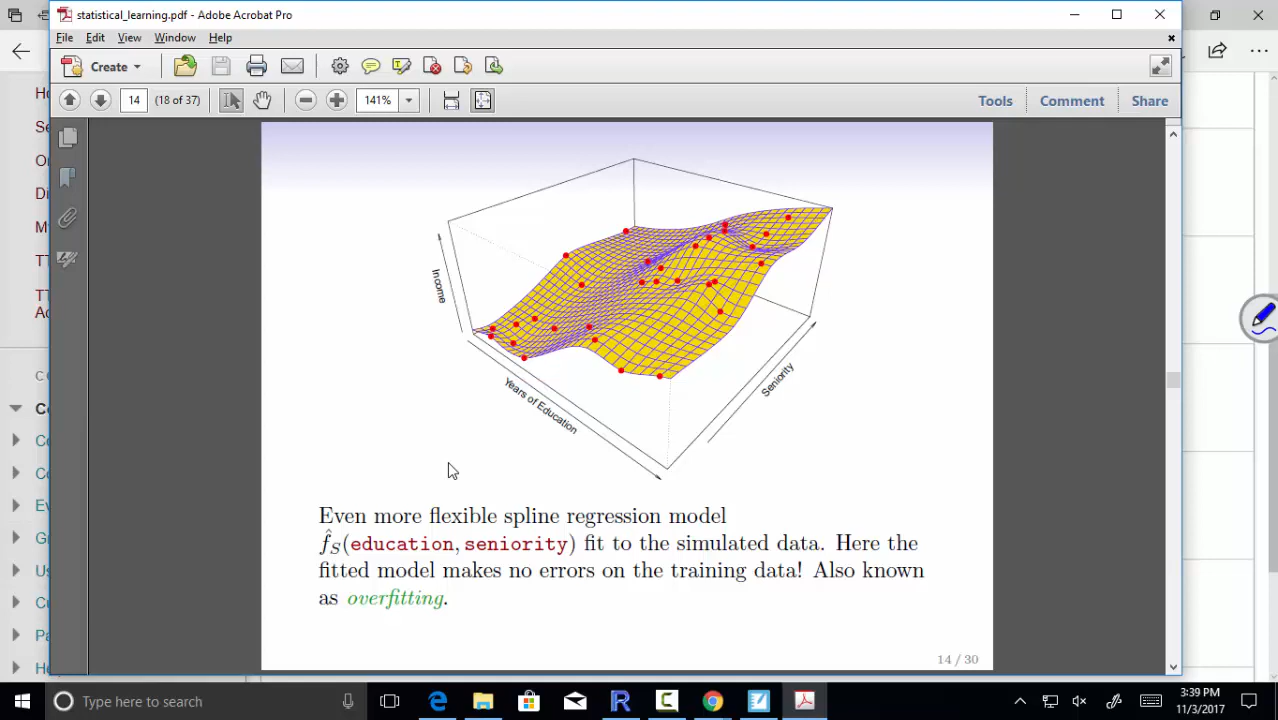 statistical_learning.pdf - Adobe Acrobat Pro
File Edit View Window Help
Create
14 (18 of 37) 141% Tools Comment Share
Income
Years of Education
Seniority
Even more flexible spline regression model
f̂S(education, seniority) fit to the simulated data. Here the
fitted model makes no errors on the training data! Also known
as overfitting.
14 / 30
Type here to search
3:39 PM
11/3/2017